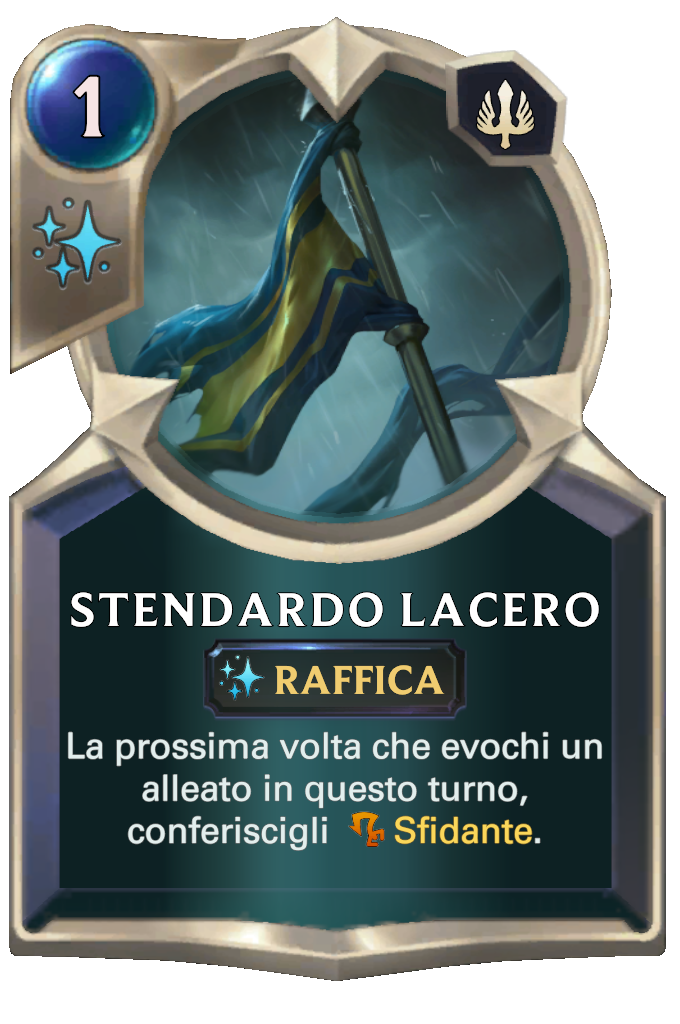 1
STENDARDO LACERO
RAFFICA
La prossima volta che evochi un
alleato in questo turno,
conferiscigli Sfidante.